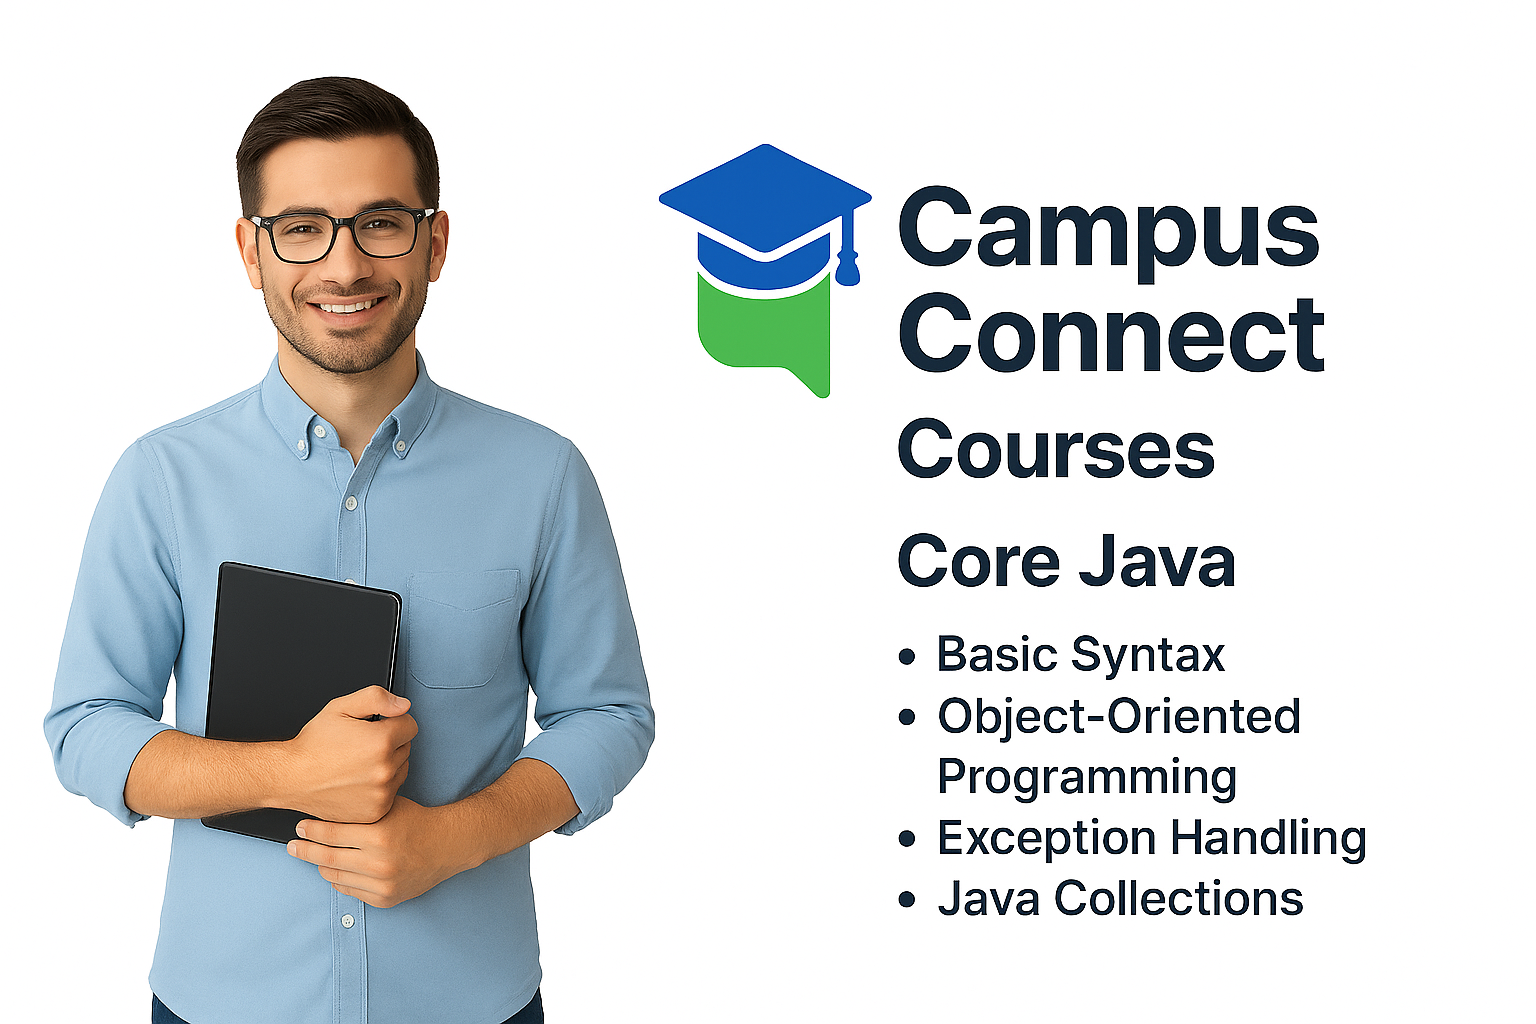 Campus
Connect
Courses
Core Java
• Basic Syntax
• Object-Oriented
Programming
• Exception Handling
• Java Collections